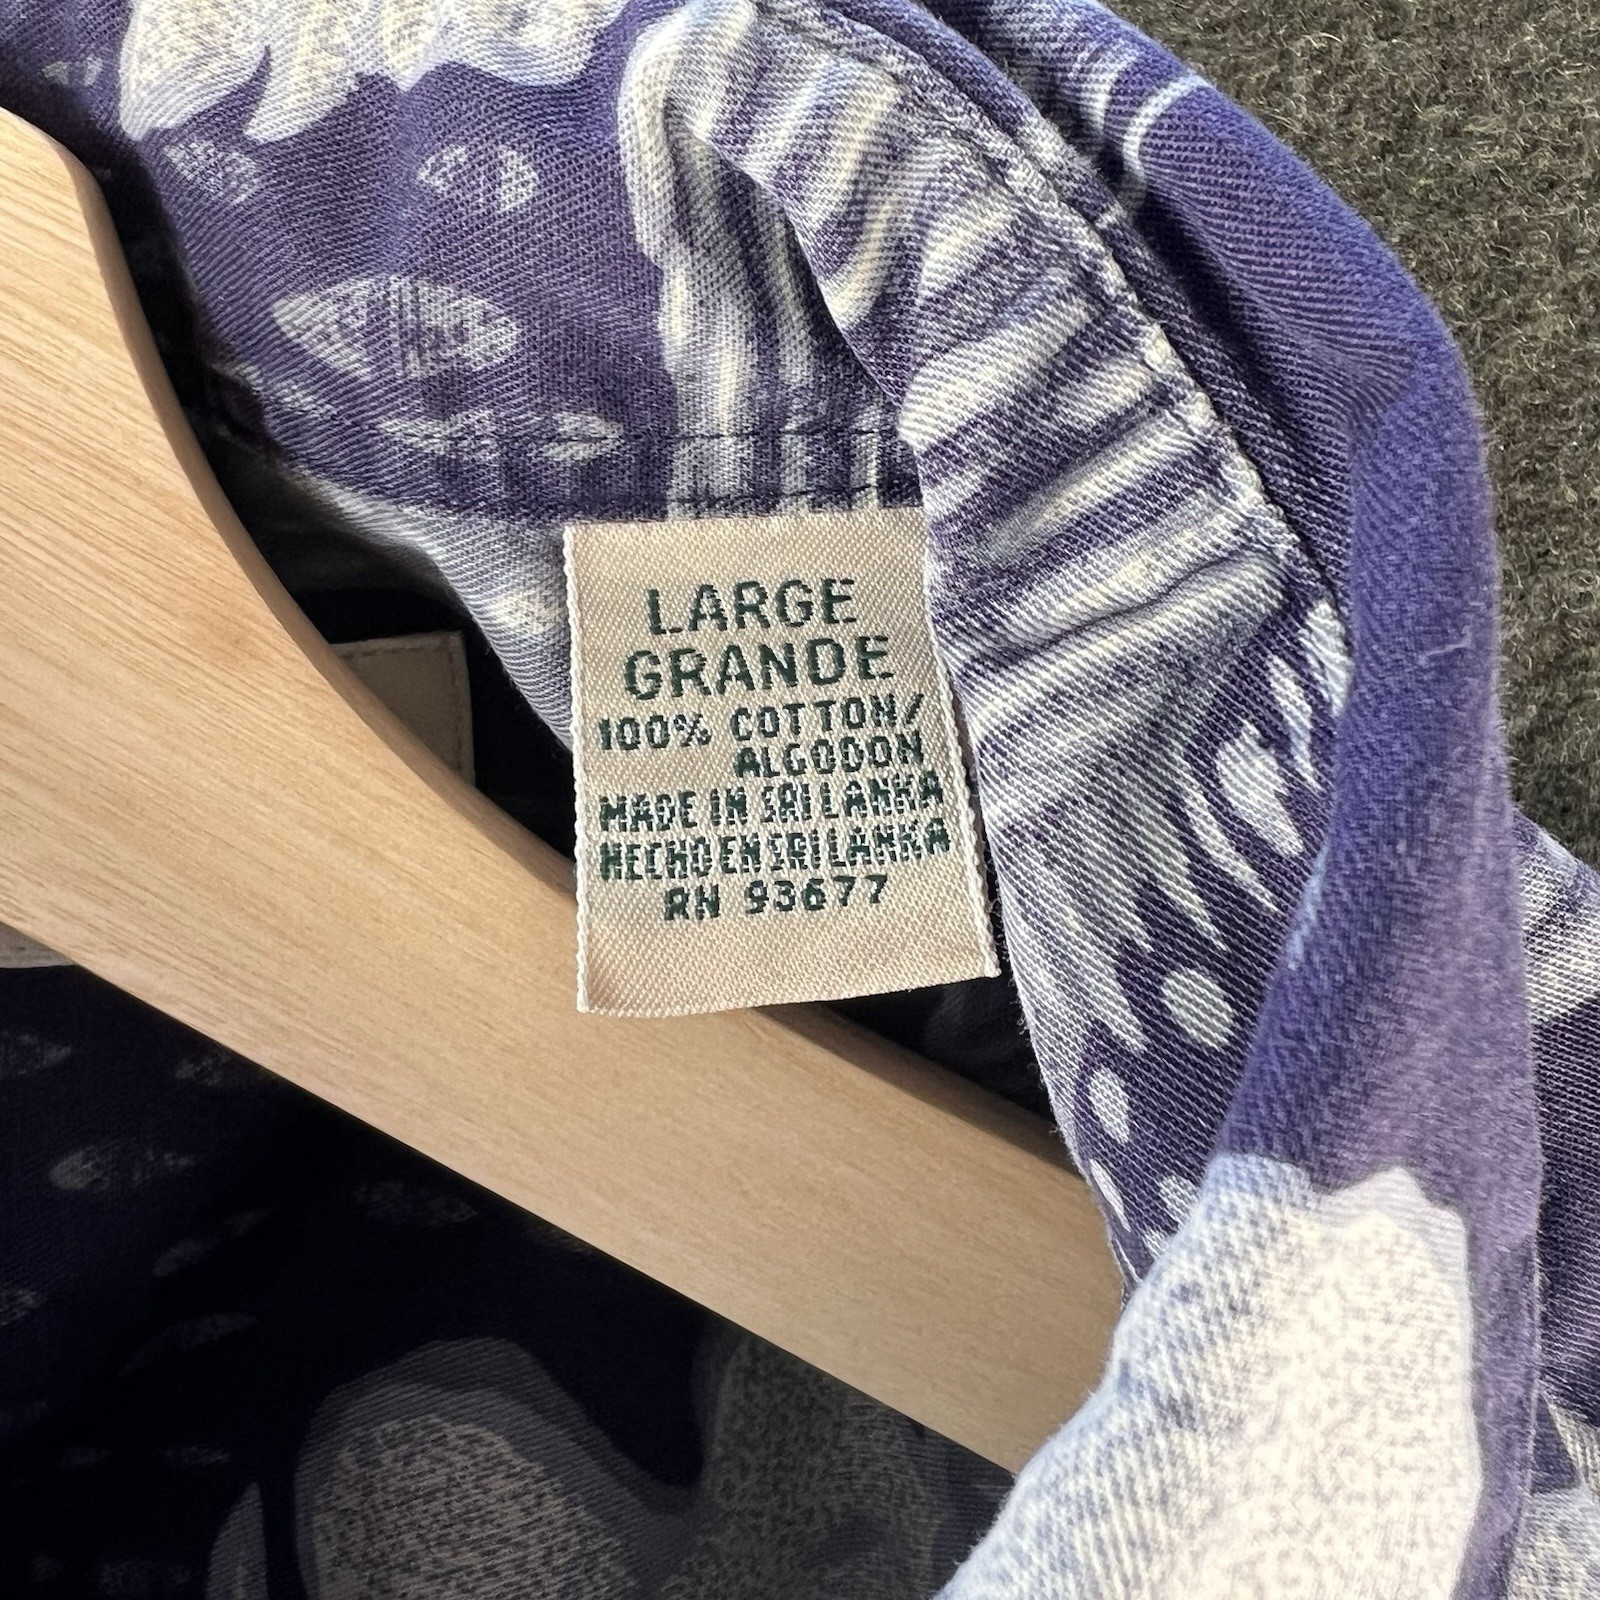 LARGE
GRANDE
100% COTTON/
ALGODON
MADE IN SRI LANKA
HECHO EN SRI LANKA
RN 93677